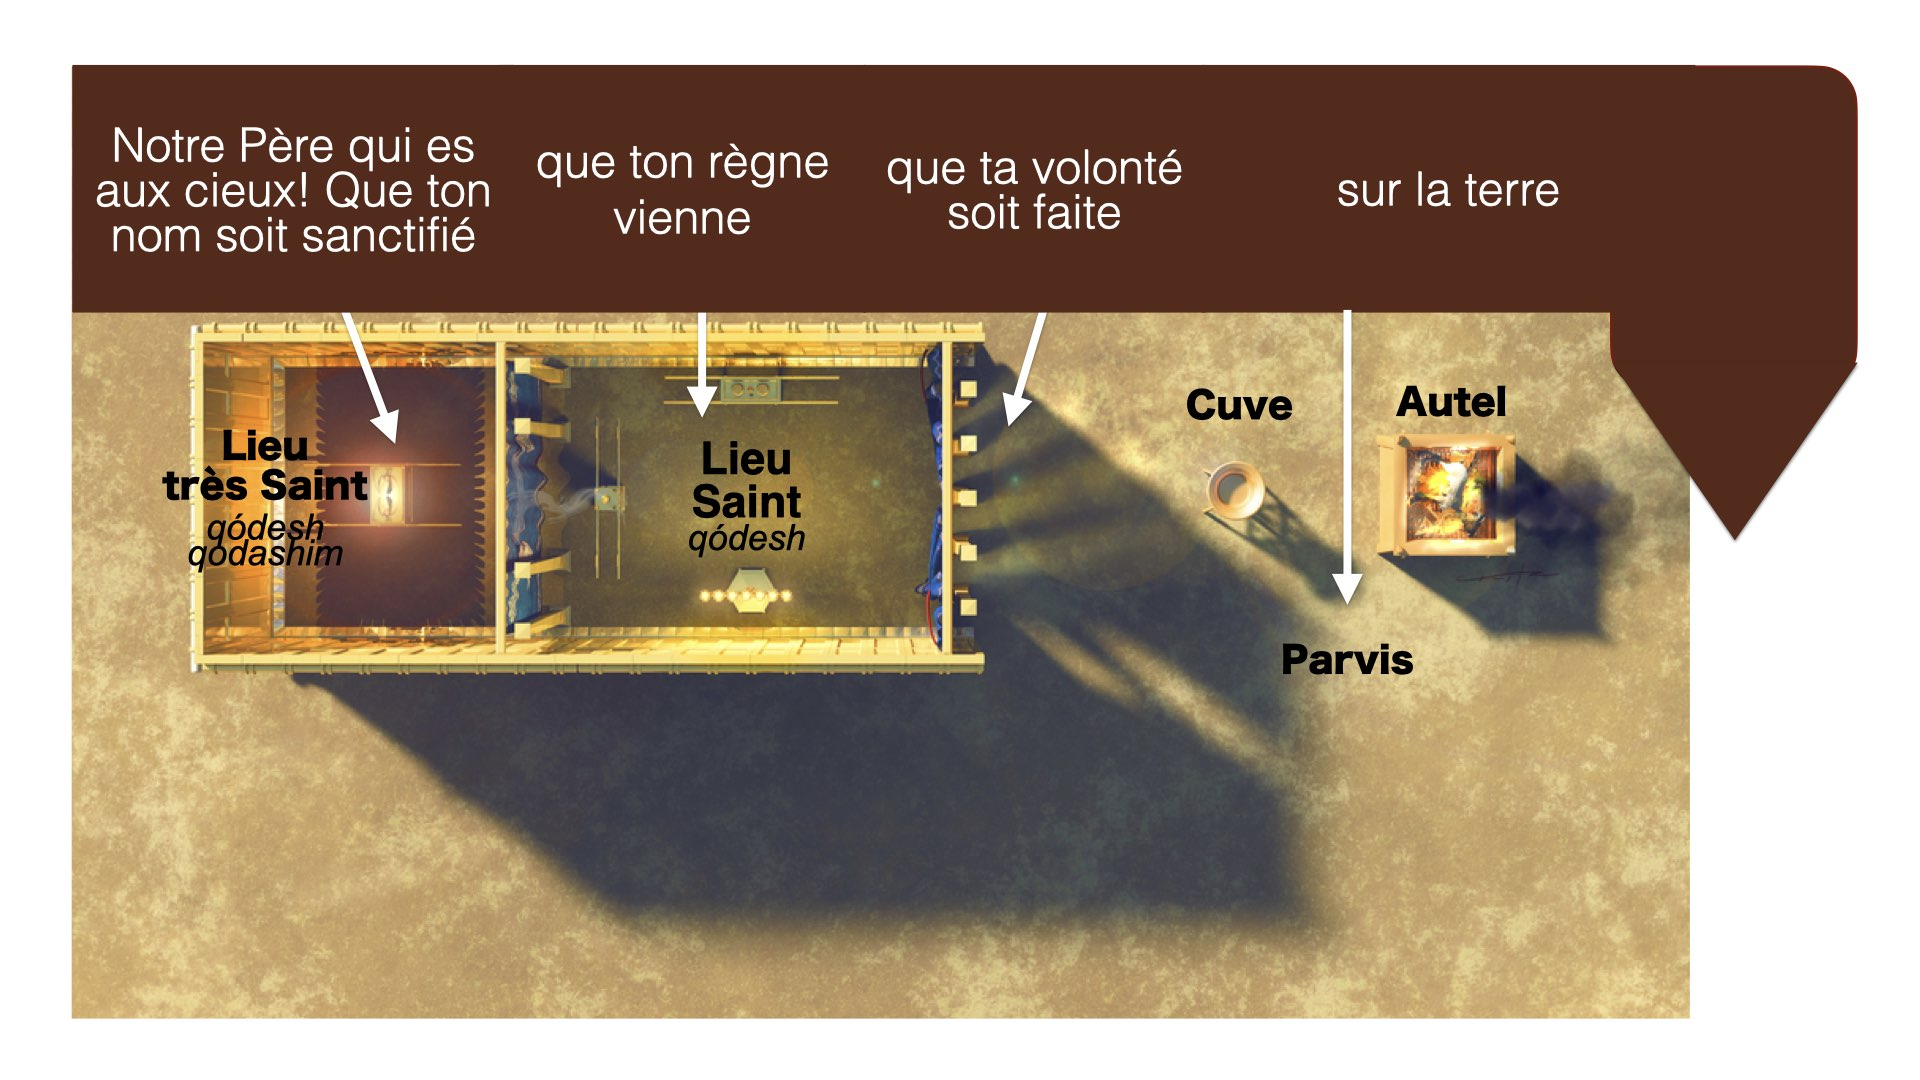 Notre Père qui es
aux cieux! Que ton
nom soit sanctifié
que ton règne
vienne
que ta volonté
soit faite
sur la terre
Lieu
très Saint
qódesh
qodashim
Lieu
Saint
qódesh
Cuve
Autel
Parvis